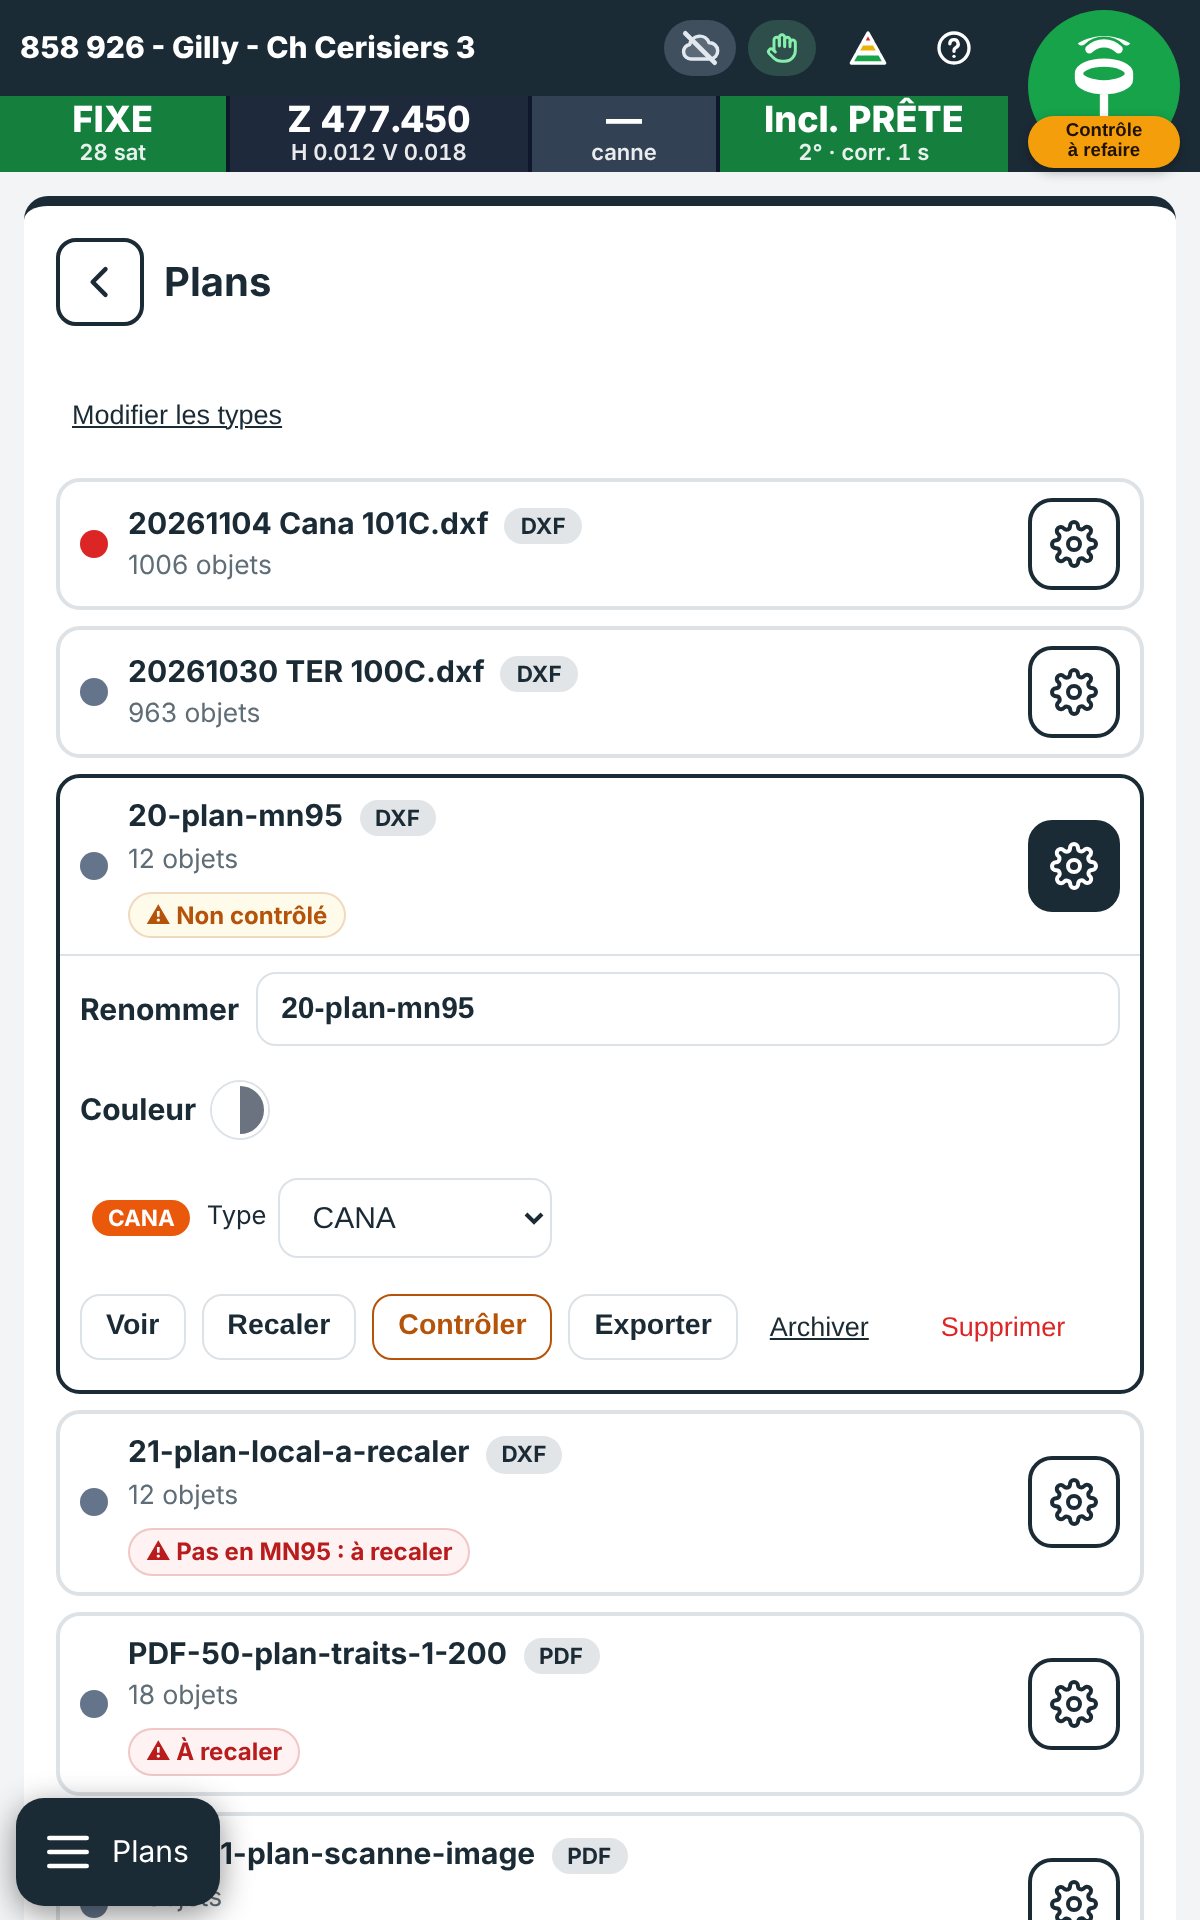 858 926 - Gilly - Ch Cerisiers 3
FIXE
28 sat
Z 477.450
H 0.012 V 0.018
—
canne
Incl. PRÊTE
2° · corr. 1 s
Contrôle
à refaire
Plans
Modifier les types
20261104 Cana 101C.dxf DXF
1006 objets
20261030 TER 100C.dxf DXF
963 objets
20-plan-mn95 DXF
12 objets
Non contrôlé
Renommer 20-plan-mn95
Couleur
CANA Type CANA
Voir Recaler Contrôler Exporter Archiver Supprimer
21-plan-local-a-recaler DXF
12 objets
Pas en MN95 : à recaler
PDF-50-plan-traits-1-200 PDF
18 objets
À recaler
1-plan-scanne-image PDF
Plans